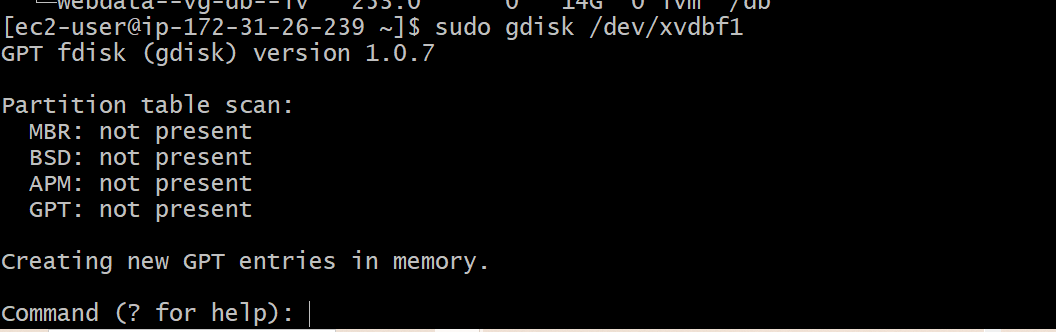 └─webdata--vg-db--lv 253:0 0 14G 0 lvm /db
[ec2-user@ip-172-31-26-239 ~]$ sudo gdisk /dev/xvdbf1
GPT fdisk (gdisk) version 1.0.7
Partition table scan:
MBR: not present
BSD: not present
APM: not present
GPT: not present
Creating new GPT entries in memory.
Command (? for help):